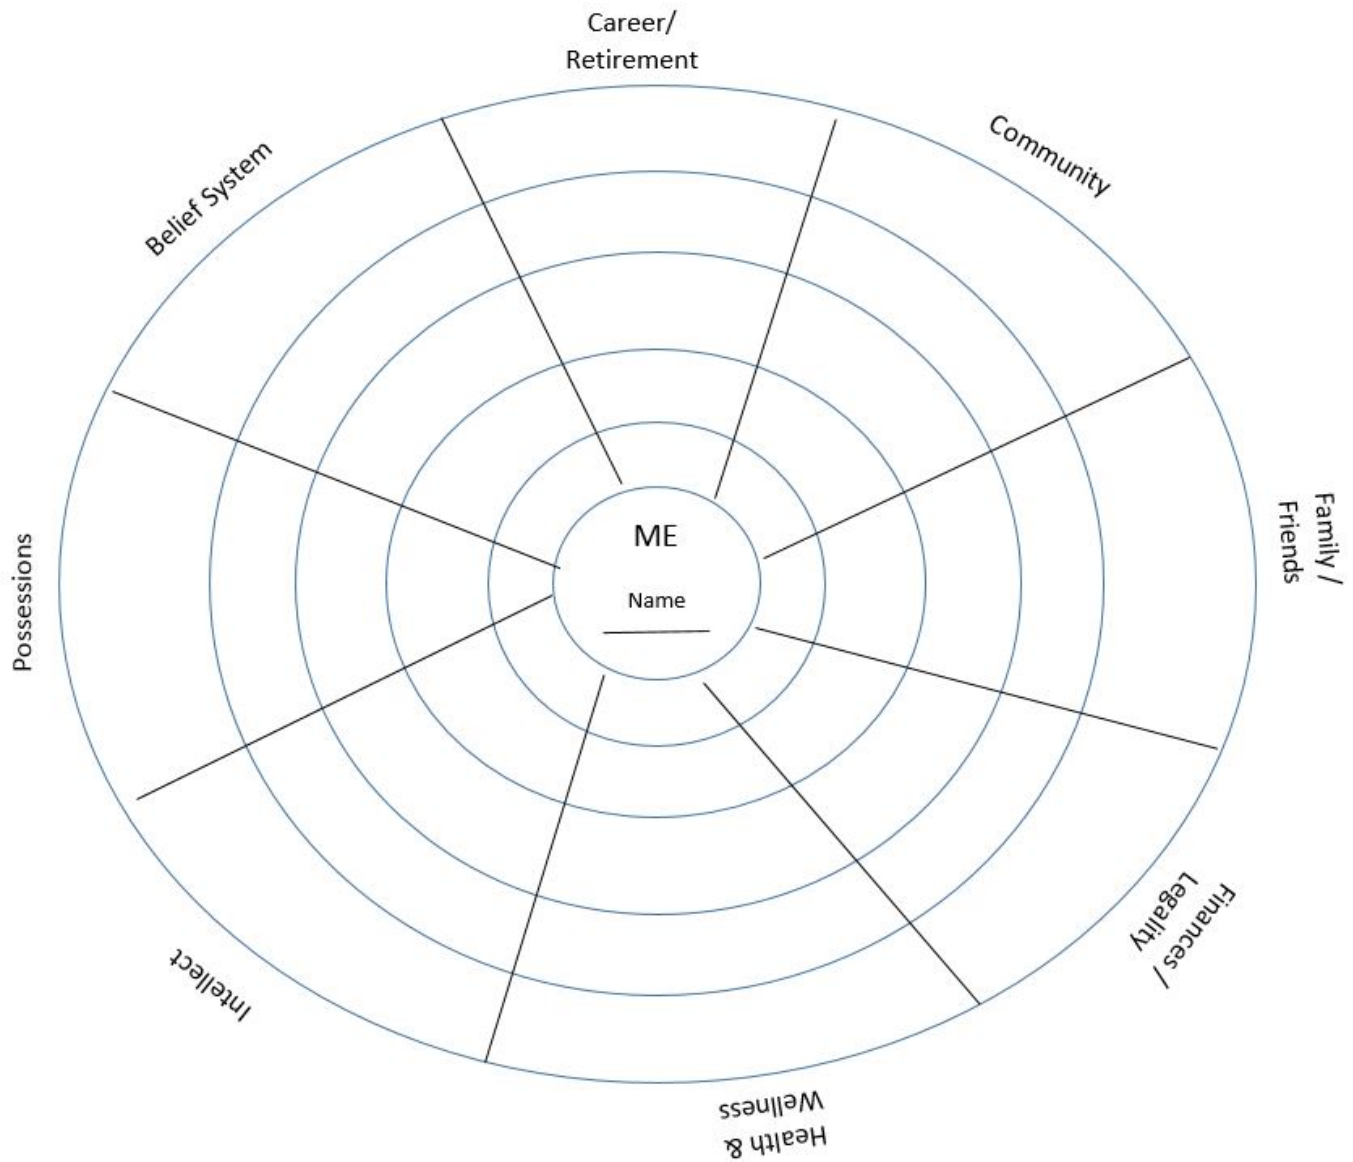 Career/
Retirement
Community
Family /
Friends
Finances /
Legality
Health &
Wellness
Intellect
Possessions
Belief System
ME
Name